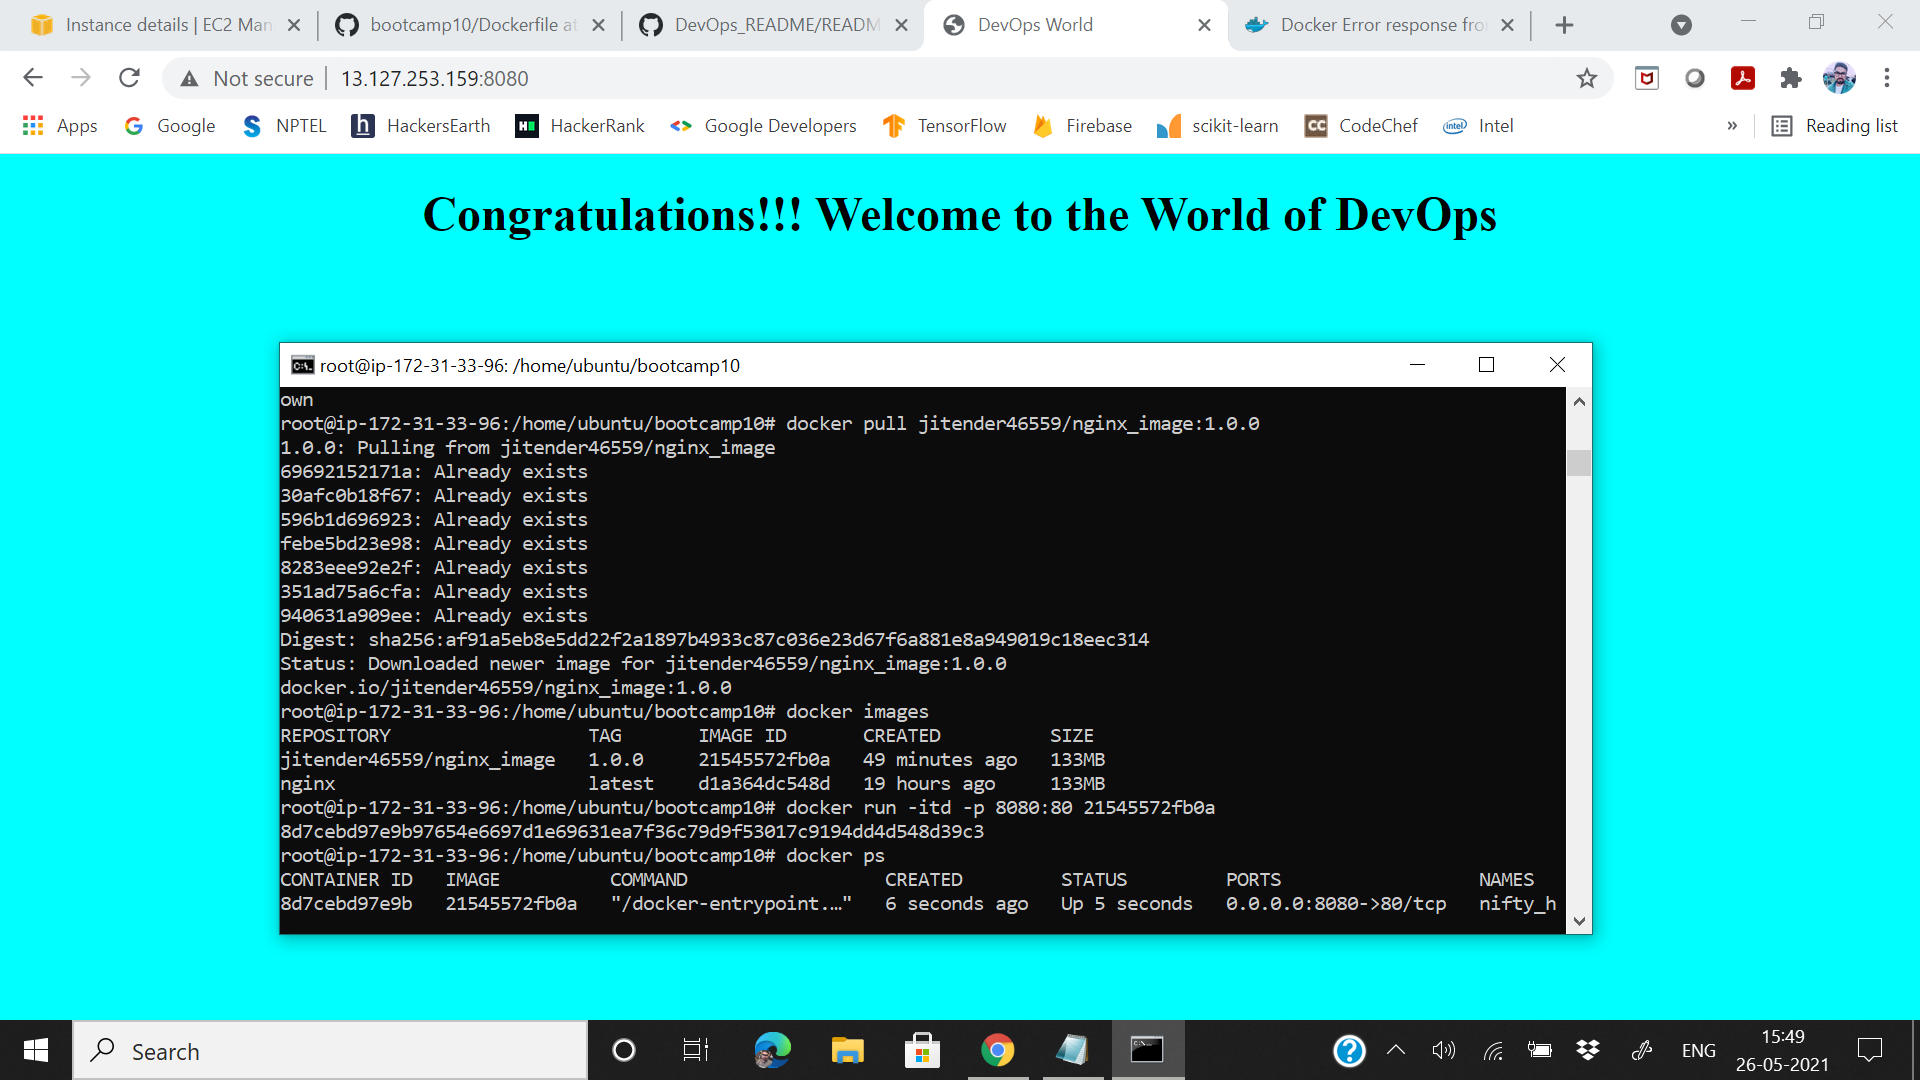 Instance details | EC2 Man
bootcamp10/Dockerfile at
DevOps_README/READM
DevOps World
Docker Error response fro
Not secure
13.127.253.159:8080
Apps
Google
NPTEL
HackersEarth
HackerRank
Google Developers
TensorFlow
Firebase
scikit-learn
CodeChef
Intel
»
Reading list
Congratulations!!! Welcome to the World of DevOps
root@ip-172-31-33-96: /home/ubuntu/bootcamp10
own
root@ip-172-31-33-96:/home/ubuntu/bootcamp10# docker pull jitender46559/nginx_image:1.0.0
1.0.0: Pulling from jitender46559/nginx_image
69692152171a: Already exists
30afc0b18f67: Already exists
596b1d696923: Already exists
febe5bd23e98: Already exists
8283eee92e2f: Already exists
351ad75a6cfa: Already exists
940631a909ee: Already exists
Digest: sha256:af91a5eb8e5dd22f2a1897b4933c87c036e23d67f6a881e8a949019c18eec314
Status: Downloaded newer image for jitender46559/nginx_image:1.0.0
docker.io/jitender46559/nginx_image:1.0.0
root@ip-172-31-33-96:/home/ubuntu/bootcamp10# docker images
REPOSITORY TAG IMAGE ID CREATED SIZE
jitender46559/nginx_image 1.0.0 21545572fb0a 49 minutes ago 133MB
nginx latest d1a364dc548d 19 hours ago 133MB
root@ip-172-31-33-96:/home/ubuntu/bootcamp10# docker run -itd -p 8080:80 21545572fb0a
8d7cebd97e9b97654e6697d1e69631ea7f36c79d9f53017c9194dd4d548d39c3
root@ip-172-31-33-96:/home/ubuntu/bootcamp10# docker ps
CONTAINER ID IMAGE COMMAND CREATED STATUS PORTS NAMES
8d7cebd97e9b 21545572fb0a "/docker-entrypoint.…" 6 seconds ago Up 5 seconds 0.0.0.0:8080->80/tcp nifty_h
Search
ENG
15:49
26-05-2021